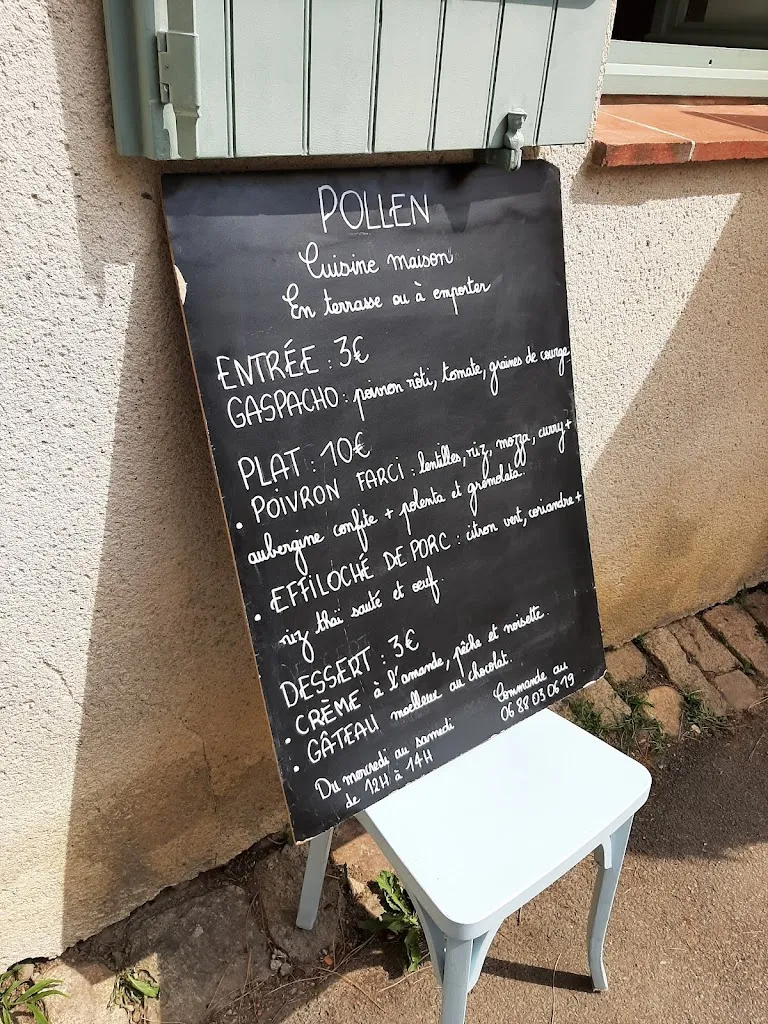 POLLEN
Cuisine maison
En terrasse ou à emporter
ENTRÉE : 3€
GASPACHO : poivron rôti, tomate, graines de courge
PLAT : 10€
• POIVRON FARCI : lentilles, riz, mozza, curry +
aubergine confite + polenta et grémolata.
• EFFILOCHÉ DE PORC : citron vert, coriandre +
riz thaï sauté et oeuf.
DESSERT : 3€
• CRÈME à l'amande, pêche et noisette.
• GÂTEAU moelleux au chocolat.
Du mercredi au samedi
de 12H à 14H
Commande au
06 88 03 06 19